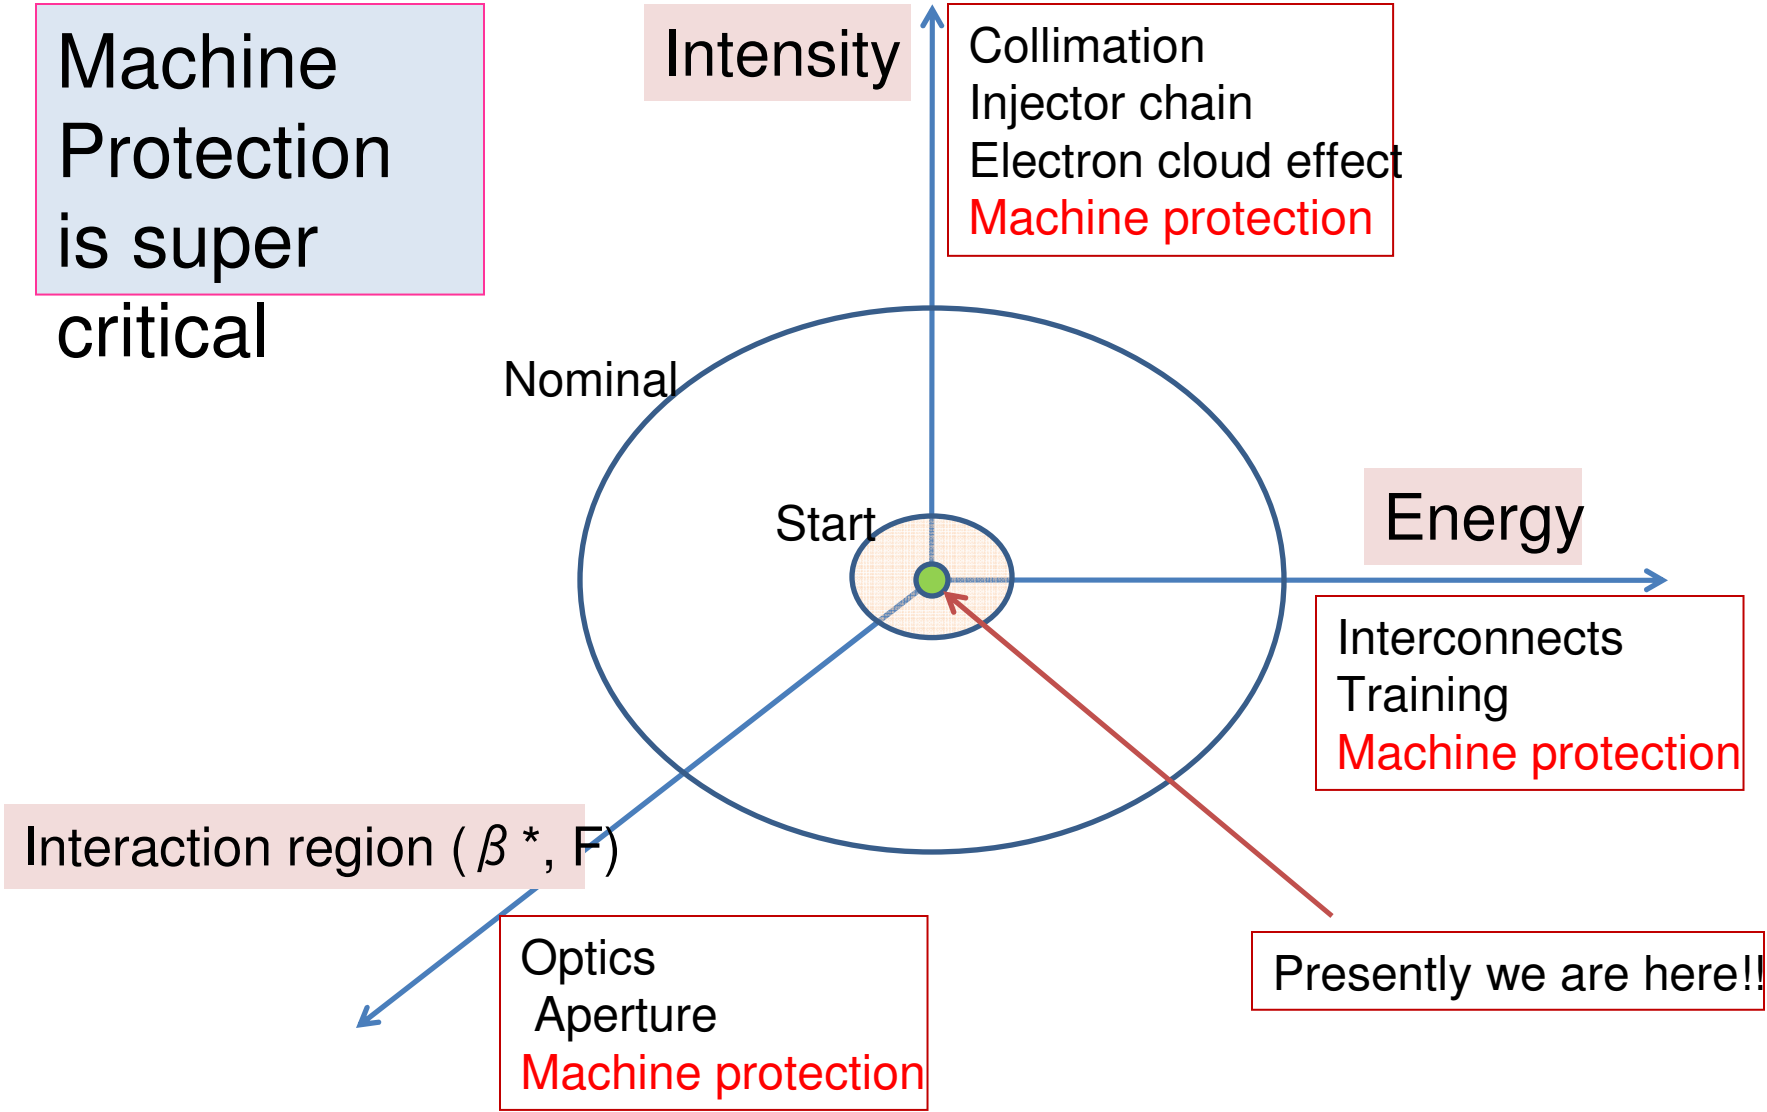 Machine
Protection
is super
critical
Intensity
Collimation
Injector chain
Electron cloud effect
Machine protection
Nominal
Start
Energy
Interconnects
Training
Machine protection
Interaction region (β*, F)
Optics
Aperture
Machine protection
Presently we are here!!